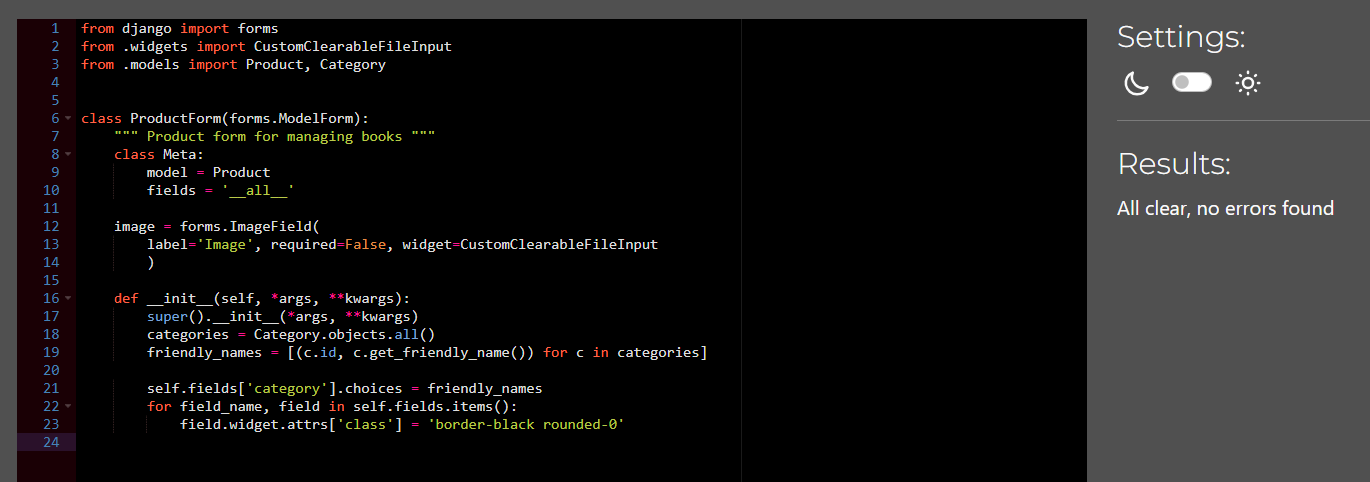 1 from django import forms
2 from .widgets import CustomClearableFileInput
3 from .models import Product, Category
4
5
6 class ProductForm(forms.ModelForm):
7     """ Product form for managing books """
8     class Meta:
9         model = Product
10         fields = '__all__'
11
12     image = forms.ImageField(
13         label='Image', required=False, widget=CustomClearableFileInput
14         )
15
16     def __init__(self, *args, **kwargs):
17         super().__init__(*args, **kwargs)
18         categories = Category.objects.all()
19         friendly_names = [(c.id, c.get_friendly_name()) for c in categories]
20
21         self.fields['category'].choices = friendly_names
22         for field_name, field in self.fields.items():
23             field.widget.attrs['class'] = 'border-black rounded-0'
24
Settings:
Results:
All clear, no errors found